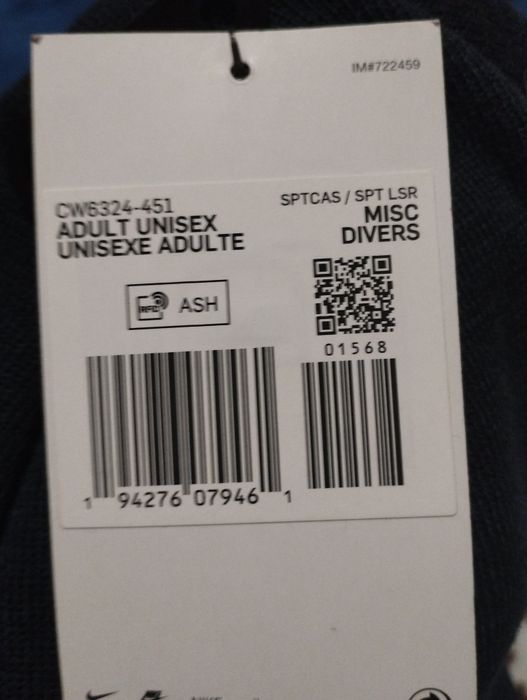 IM#722459
CW6324-451
ADULT UNISEX
UNISEXE ADULTE
SPTCAS / SPT LSR
MISC
DIVERS
RFID ASH
01568
1 94276 07946 1